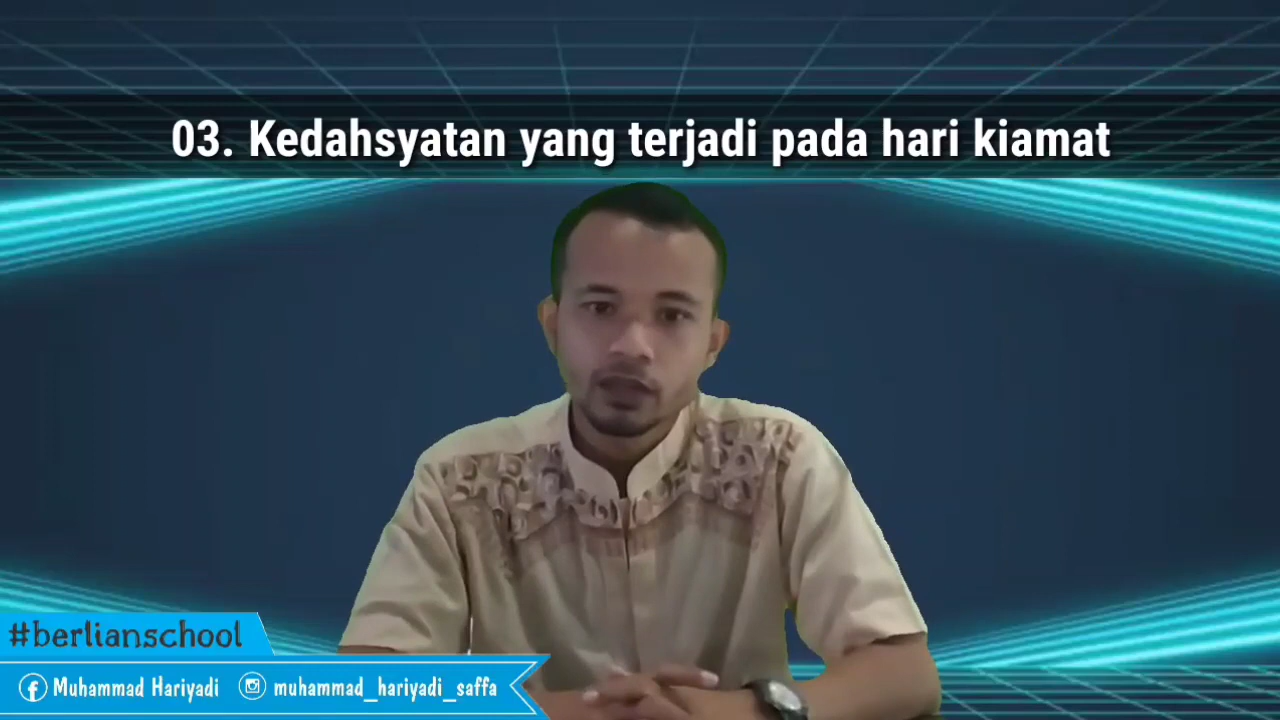 03. Kedahsyatan yang terjadi pada hari kiamat
#berlianschool
Muhammad Hariyadi muhammad_hariyadi_saffa